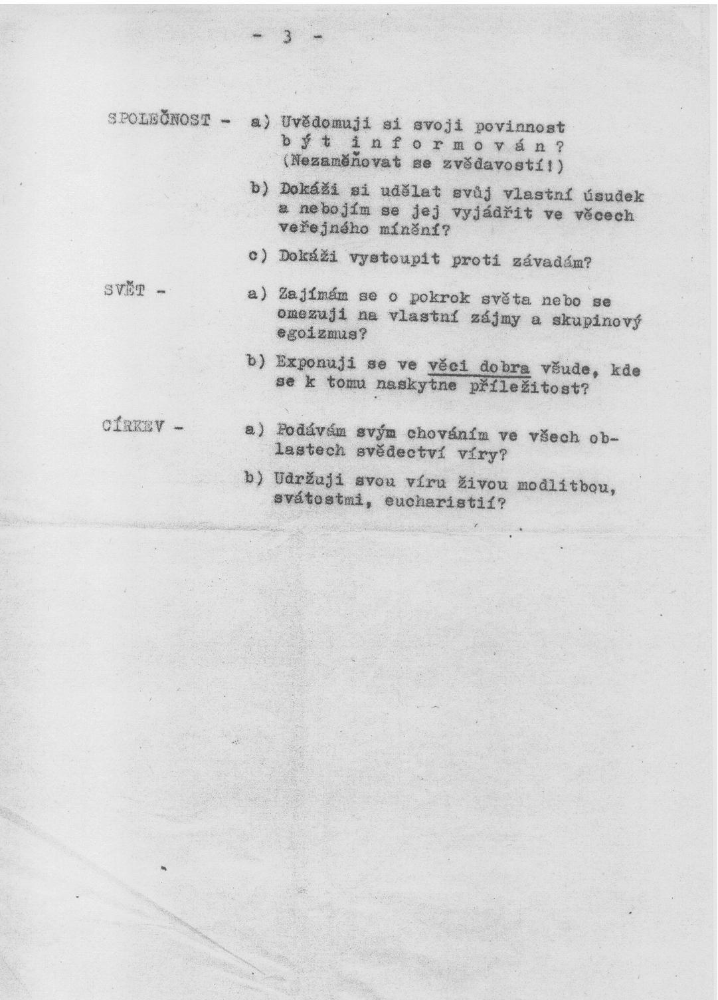 - 3 -
SPOLEČNOST - a) Uvědomuji si svoji povinnost
b ý t i n f o r m o v á n ?
(Nezaměňovat se zvědavostí!)
b) Dokáži si udělat svůj vlastní úsudek
a nebojím se jej vyjádřit ve věcech
veřejného mínění?
c) Dokáži vystoupit proti závadám?
SVĚT - a) Zajímám se o pokrok světa nebo se
omezuji na vlastní zájmy a skupinový
egoizmus?
b) Exponuji se ve věci dobra všude, kde
se k tomu naskytne příležitost?
CÍRKEV - a) Podávám svým chováním ve všech ob-
lastech svědectví víry?
b) Udržuji svou víru živou modlitbou,
svátostmi, eucharistií?